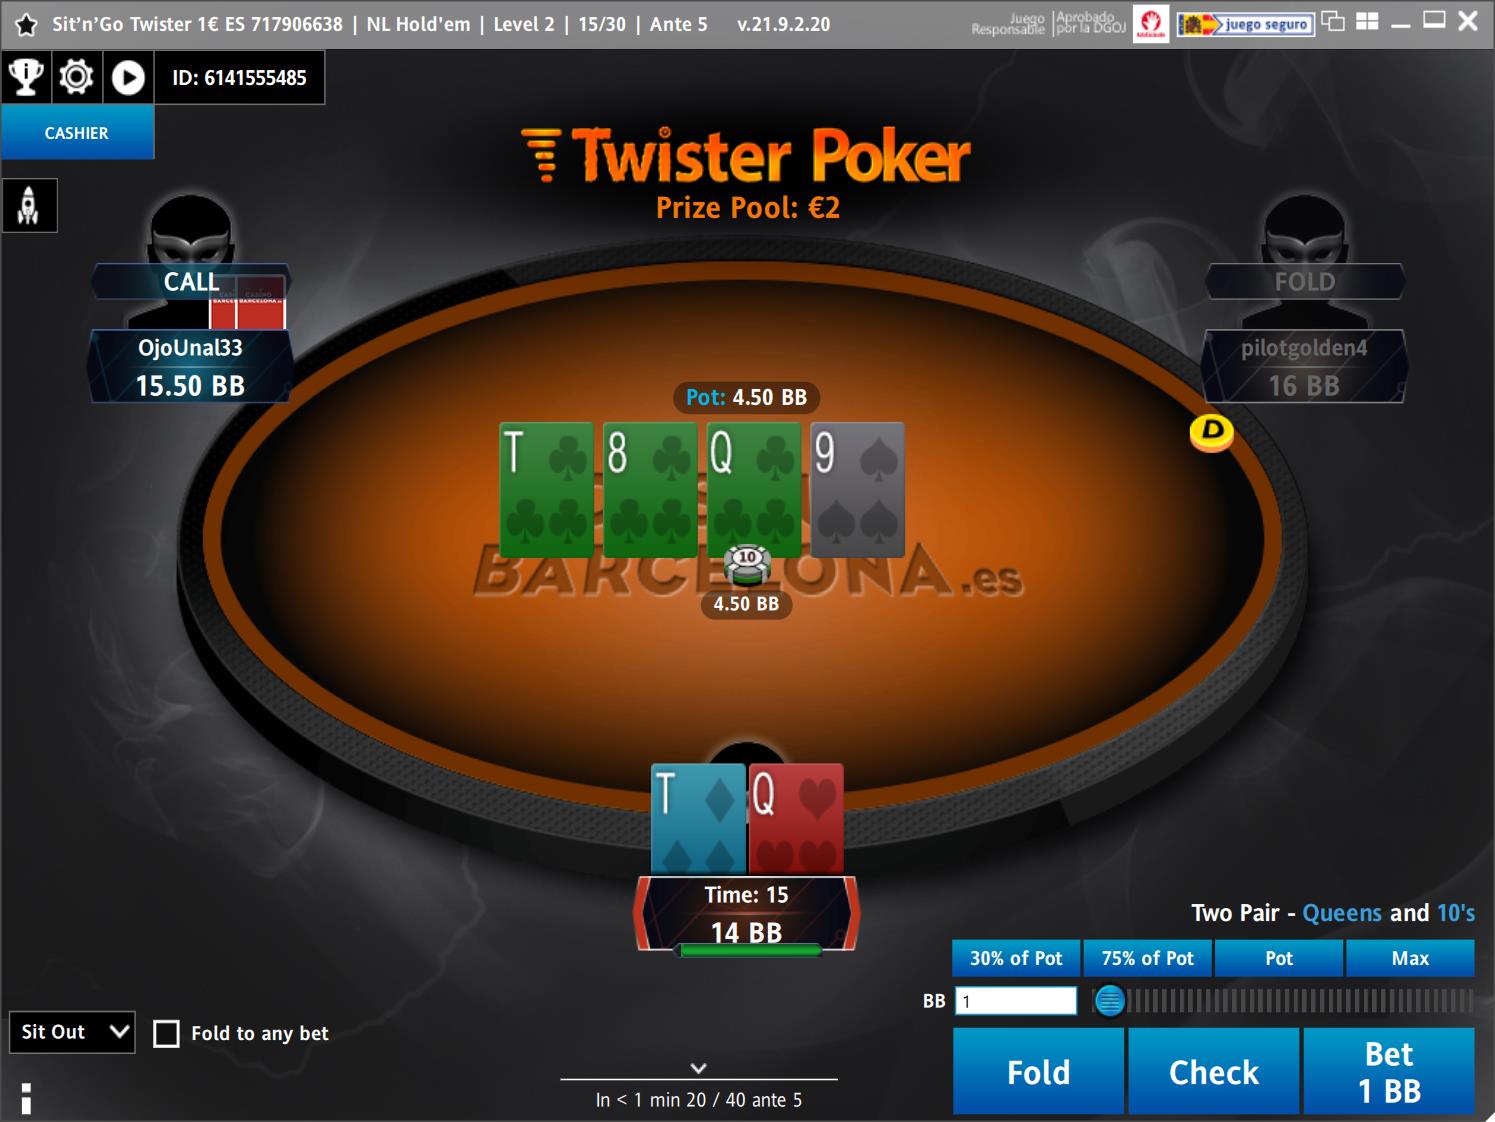 Sit'n'Go Twister 1€ ES 717906638 | NL Hold'em | Level 2 | 15/30 | Ante 5 v.21.9.2.20
Juego Responsable
Aprobado por la DGOJ
juego seguro
ID: 6141555485
CASHIER
Twister Poker
Prize Pool: €2
CALL
OjoUnal33
15.50 BB
FOLD
pilotgolden4
16 BB
D
Pot: 4.50 BB
T 8 Q 9
BARCELONA.es
10
4.50 BB
T Q
Time: 15
14 BB
Two Pair - Queens and 10's
30% of Pot
75% of Pot
Pot
Max
BB 1
Sit Out
Fold to any bet
Fold
Check
Bet
1 BB
In < 1 min 20 / 40 ante 5